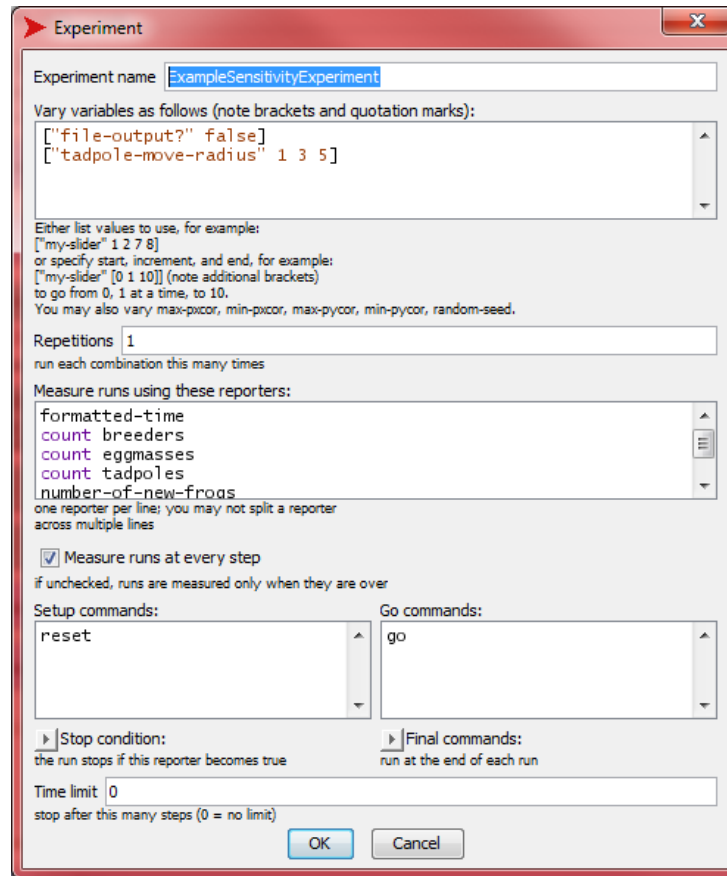 Experiment
Experiment name ExampleSensitivityExperiment
Vary variables as follows (note brackets and quotation marks):
["file-output?" false]
["tadpole-move-radius" 1 3 5]
Either list values to use, for example:
["my-slider" 1 2 7 8]
or specify start, increment, and end, for example:
["my-slider" [0 1 10]] (note additional brackets)
to go from 0, 1 at a time, to 10.
You may also vary max-pxcor, min-pxcor, max-pycor, min-pycor, random-seed.
Repetitions 1
run each combination this many times
Measure runs using these reporters:
formatted-time
count breeders
count eggmasses
count tadpoles
number-of-new-frogs
one reporter per line; you may not split a reporter
across multiple lines
Measure runs at every step
if unchecked, runs are measured only when they are over
Setup commands: Go commands:
reset go
Stop condition: Final commands:
the run stops if this reporter becomes true run at the end of each run
Time limit 0
stop after this many steps (0 = no limit)
OK Cancel